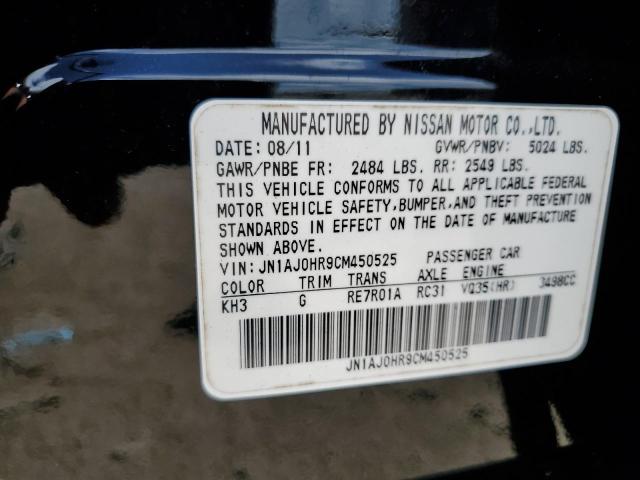 MANUFACTURED BY NISSAN MOTOR CO.,LTD.
DATE: 08/11 GVWR/PNBV: 5024 LBS.
GAWR/PNBE FR: 2484 LBS. RR: 2549 LBS.
THIS VEHICLE CONFORMS TO ALL APPLICABLE FEDERAL
MOTOR VEHICLE SAFETY, BUMPER, AND THEFT PREVENTION
STANDARDS IN EFFECT ON THE DATE OF MANUFACTURE
SHOWN ABOVE.
VIN: JN1AJ0HR9CM450525 PASSENGER CAR
COLOR TRIM TRANS AXLE ENGINE
KH3 G RE7R01A RC31 VQ35(HR) 3498CC
JN1AJ0HR9CM450525